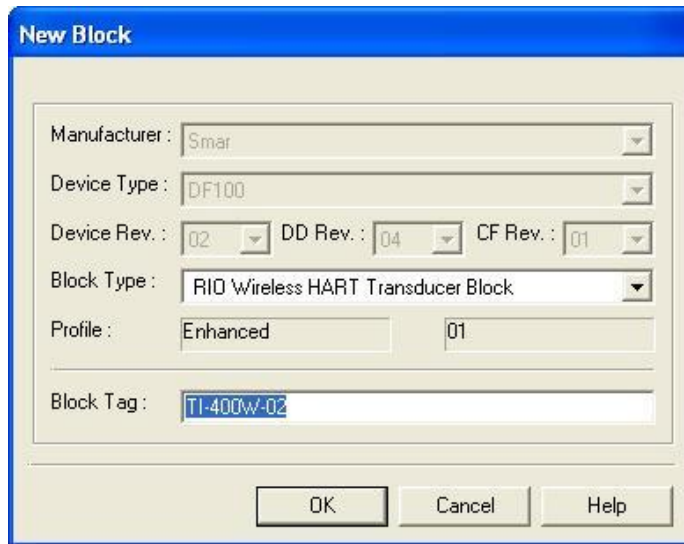 New Block
Manufacturer : Smar
Device Type : DF100
Device Rev. : 02 DD Rev. : 04 CF Rev. : 01
Block Type : RIO Wireless HART Transducer Block
Profile : Enhanced 01
Block Tag : TI-400W-02
OK Cancel Help